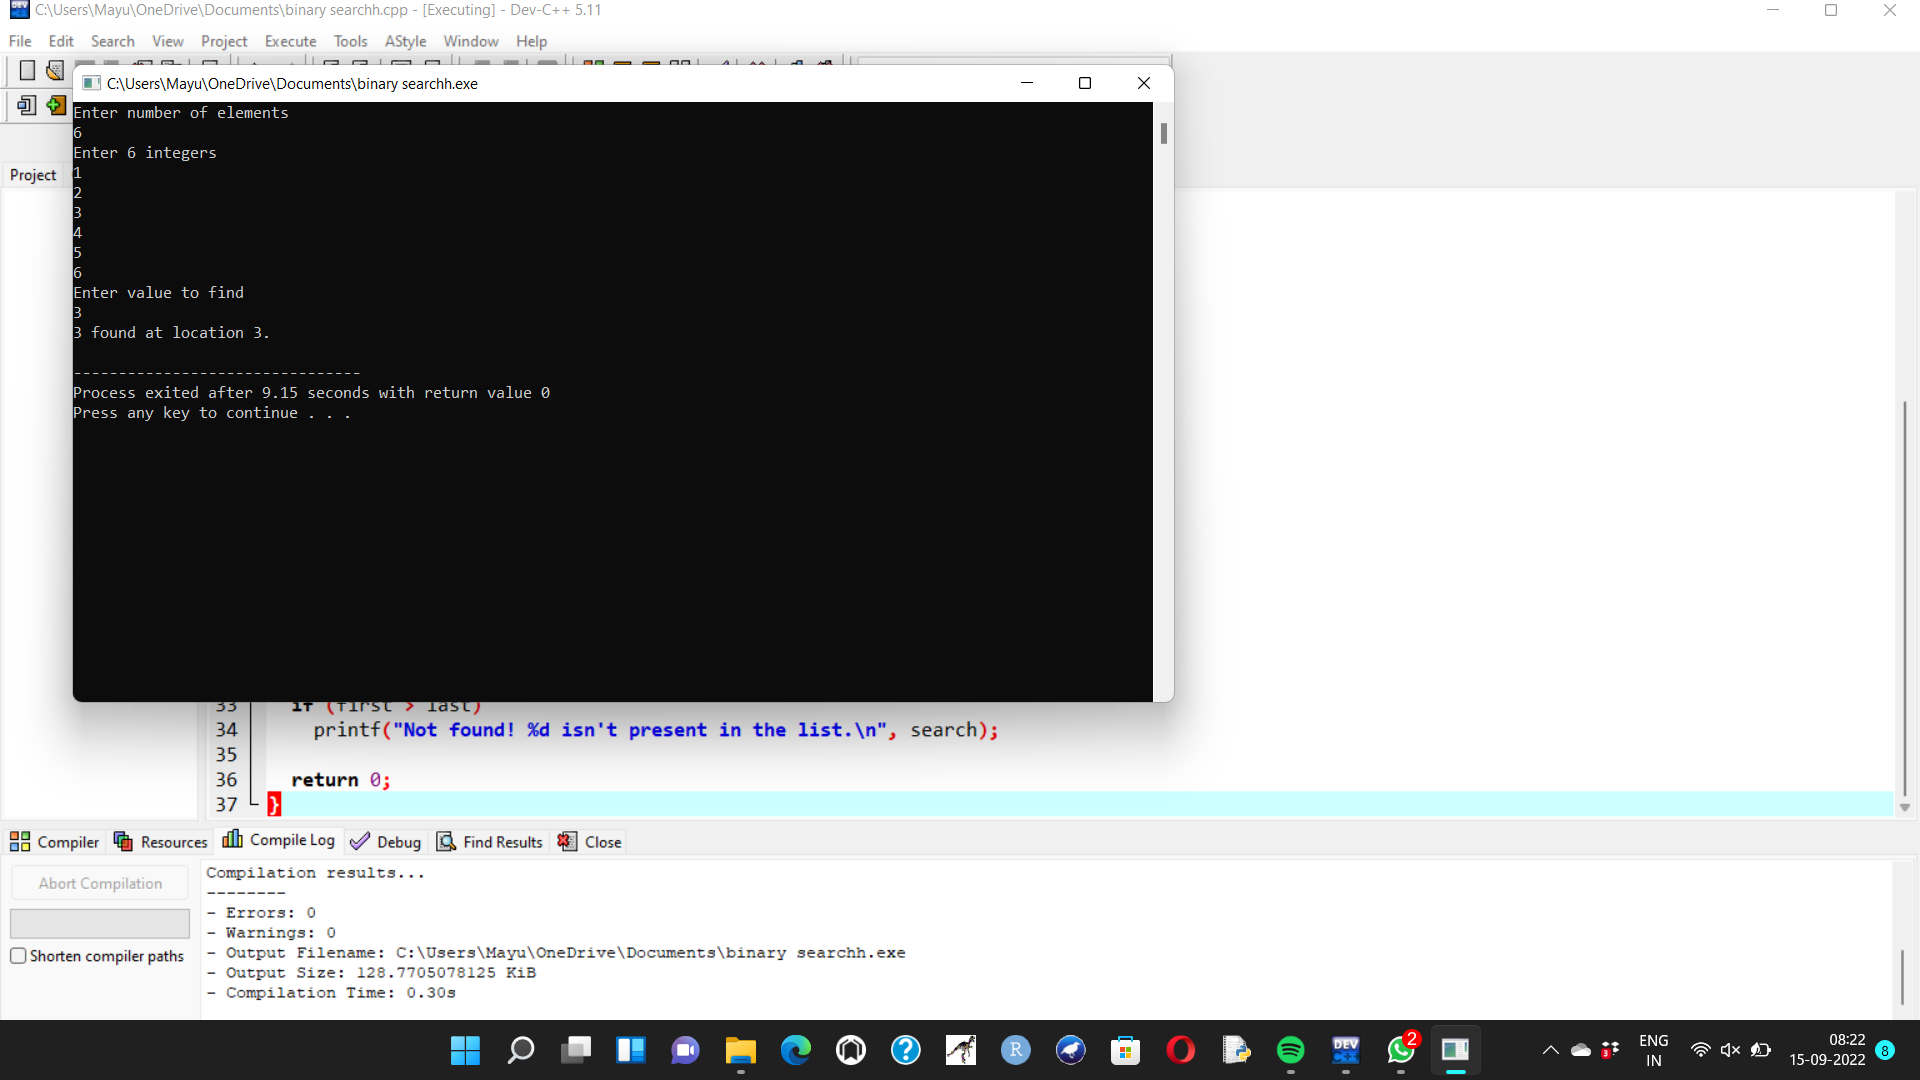 C:\Users\Mayu\OneDrive\Documents\binary searchh.cpp - [Executing] - Dev-C++ 5.11
File Edit Search View Project Execute Tools AStyle Window Help
C:\Users\Mayu\OneDrive\Documents\binary searchh.exe
Enter number of elements
6
Enter 6 integers
1
2
3
4
5
6
Enter value to find
3
3 found at location 3.
--------------------------------
Process exited after 9.15 seconds with return value 0
Press any key to continue . . .
Project
33 if (first > last)
34 printf("Not found! %d isn't present in the list.\n", search);
35
36 return 0;
37 }
Compiler Resources Compile Log Debug Find Results Close
Abort Compilation
Shorten compiler paths
Compilation results...
--------
- Errors: 0
- Warnings: 0
- Output Filename: C:\Users\Mayu\OneDrive\Documents\binary searchh.exe
- Output Size: 128.7705078125 KiB
- Compilation Time: 0.30s
DEV C++
R
2
3
ENG
IN
08:22
15-09-2022
8